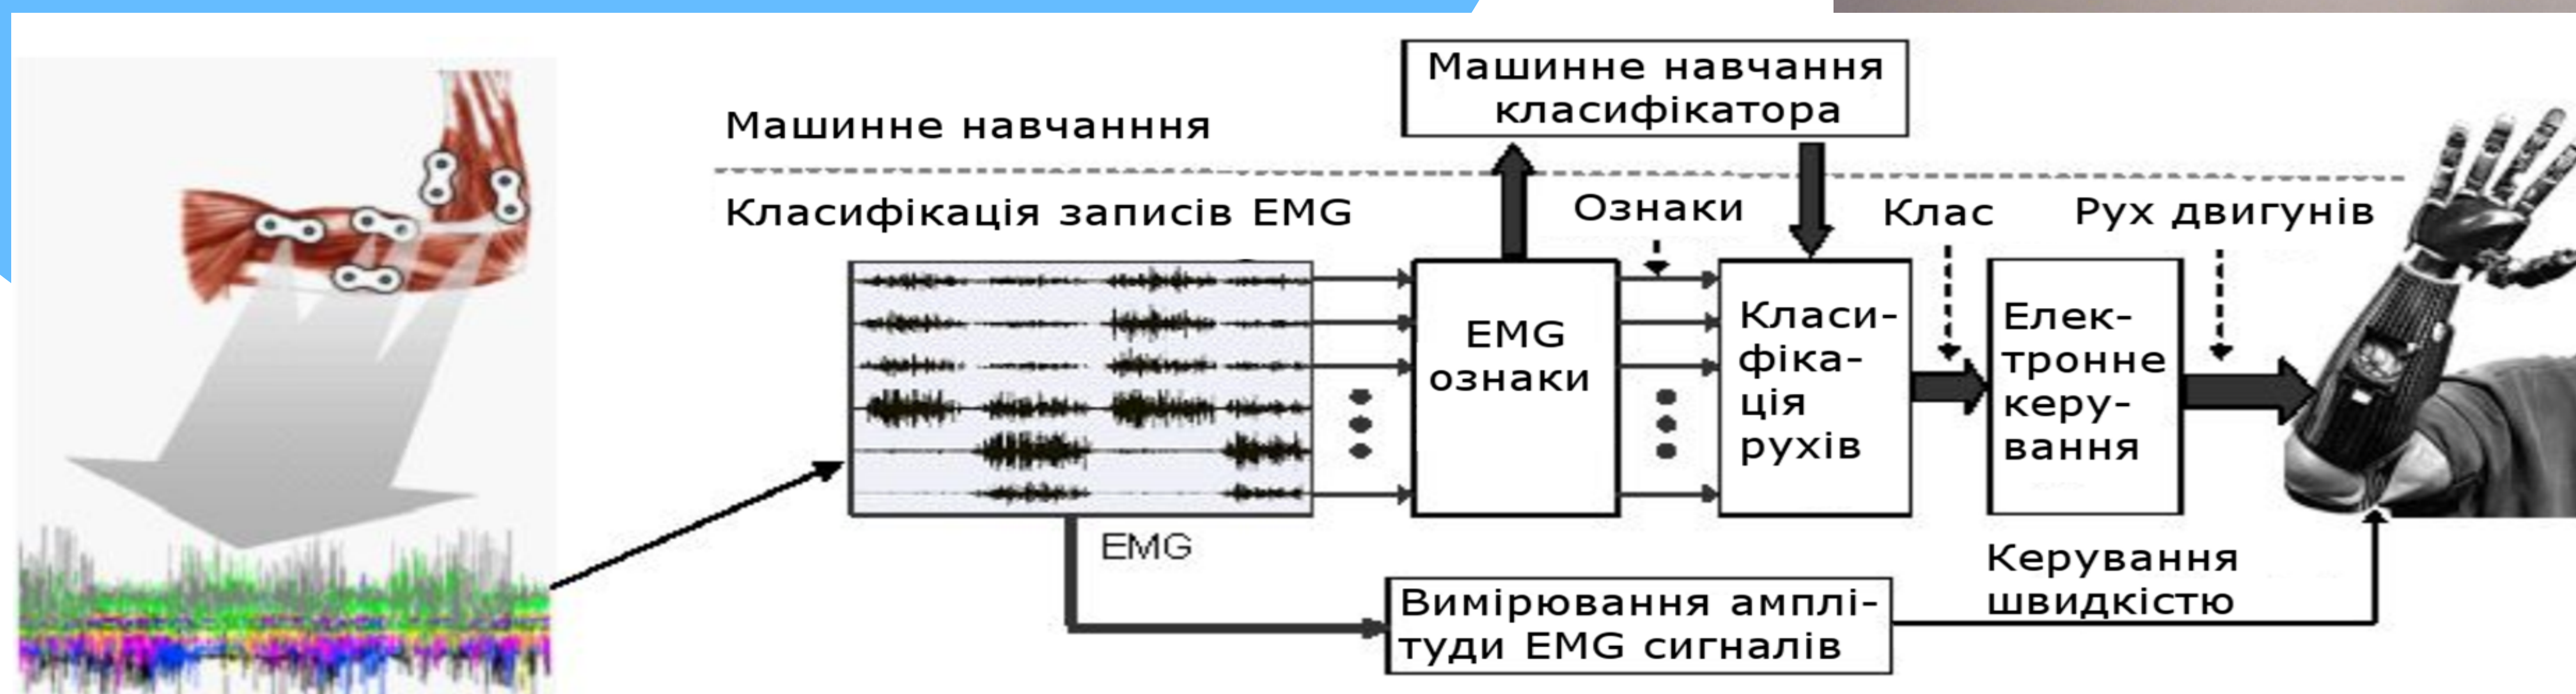 Машинне навчання
класифікатора
Машинне навчанння
Класифікація записів EMG
Ознаки
Клас
Рух двигунів
EMG
ознаки
Класи-
фіка-
ція
рухів
Елек-
тронне
керу-
вання
EMG
Керування
швидкістю
Вимірювання амплі-
туди EMG сигналів